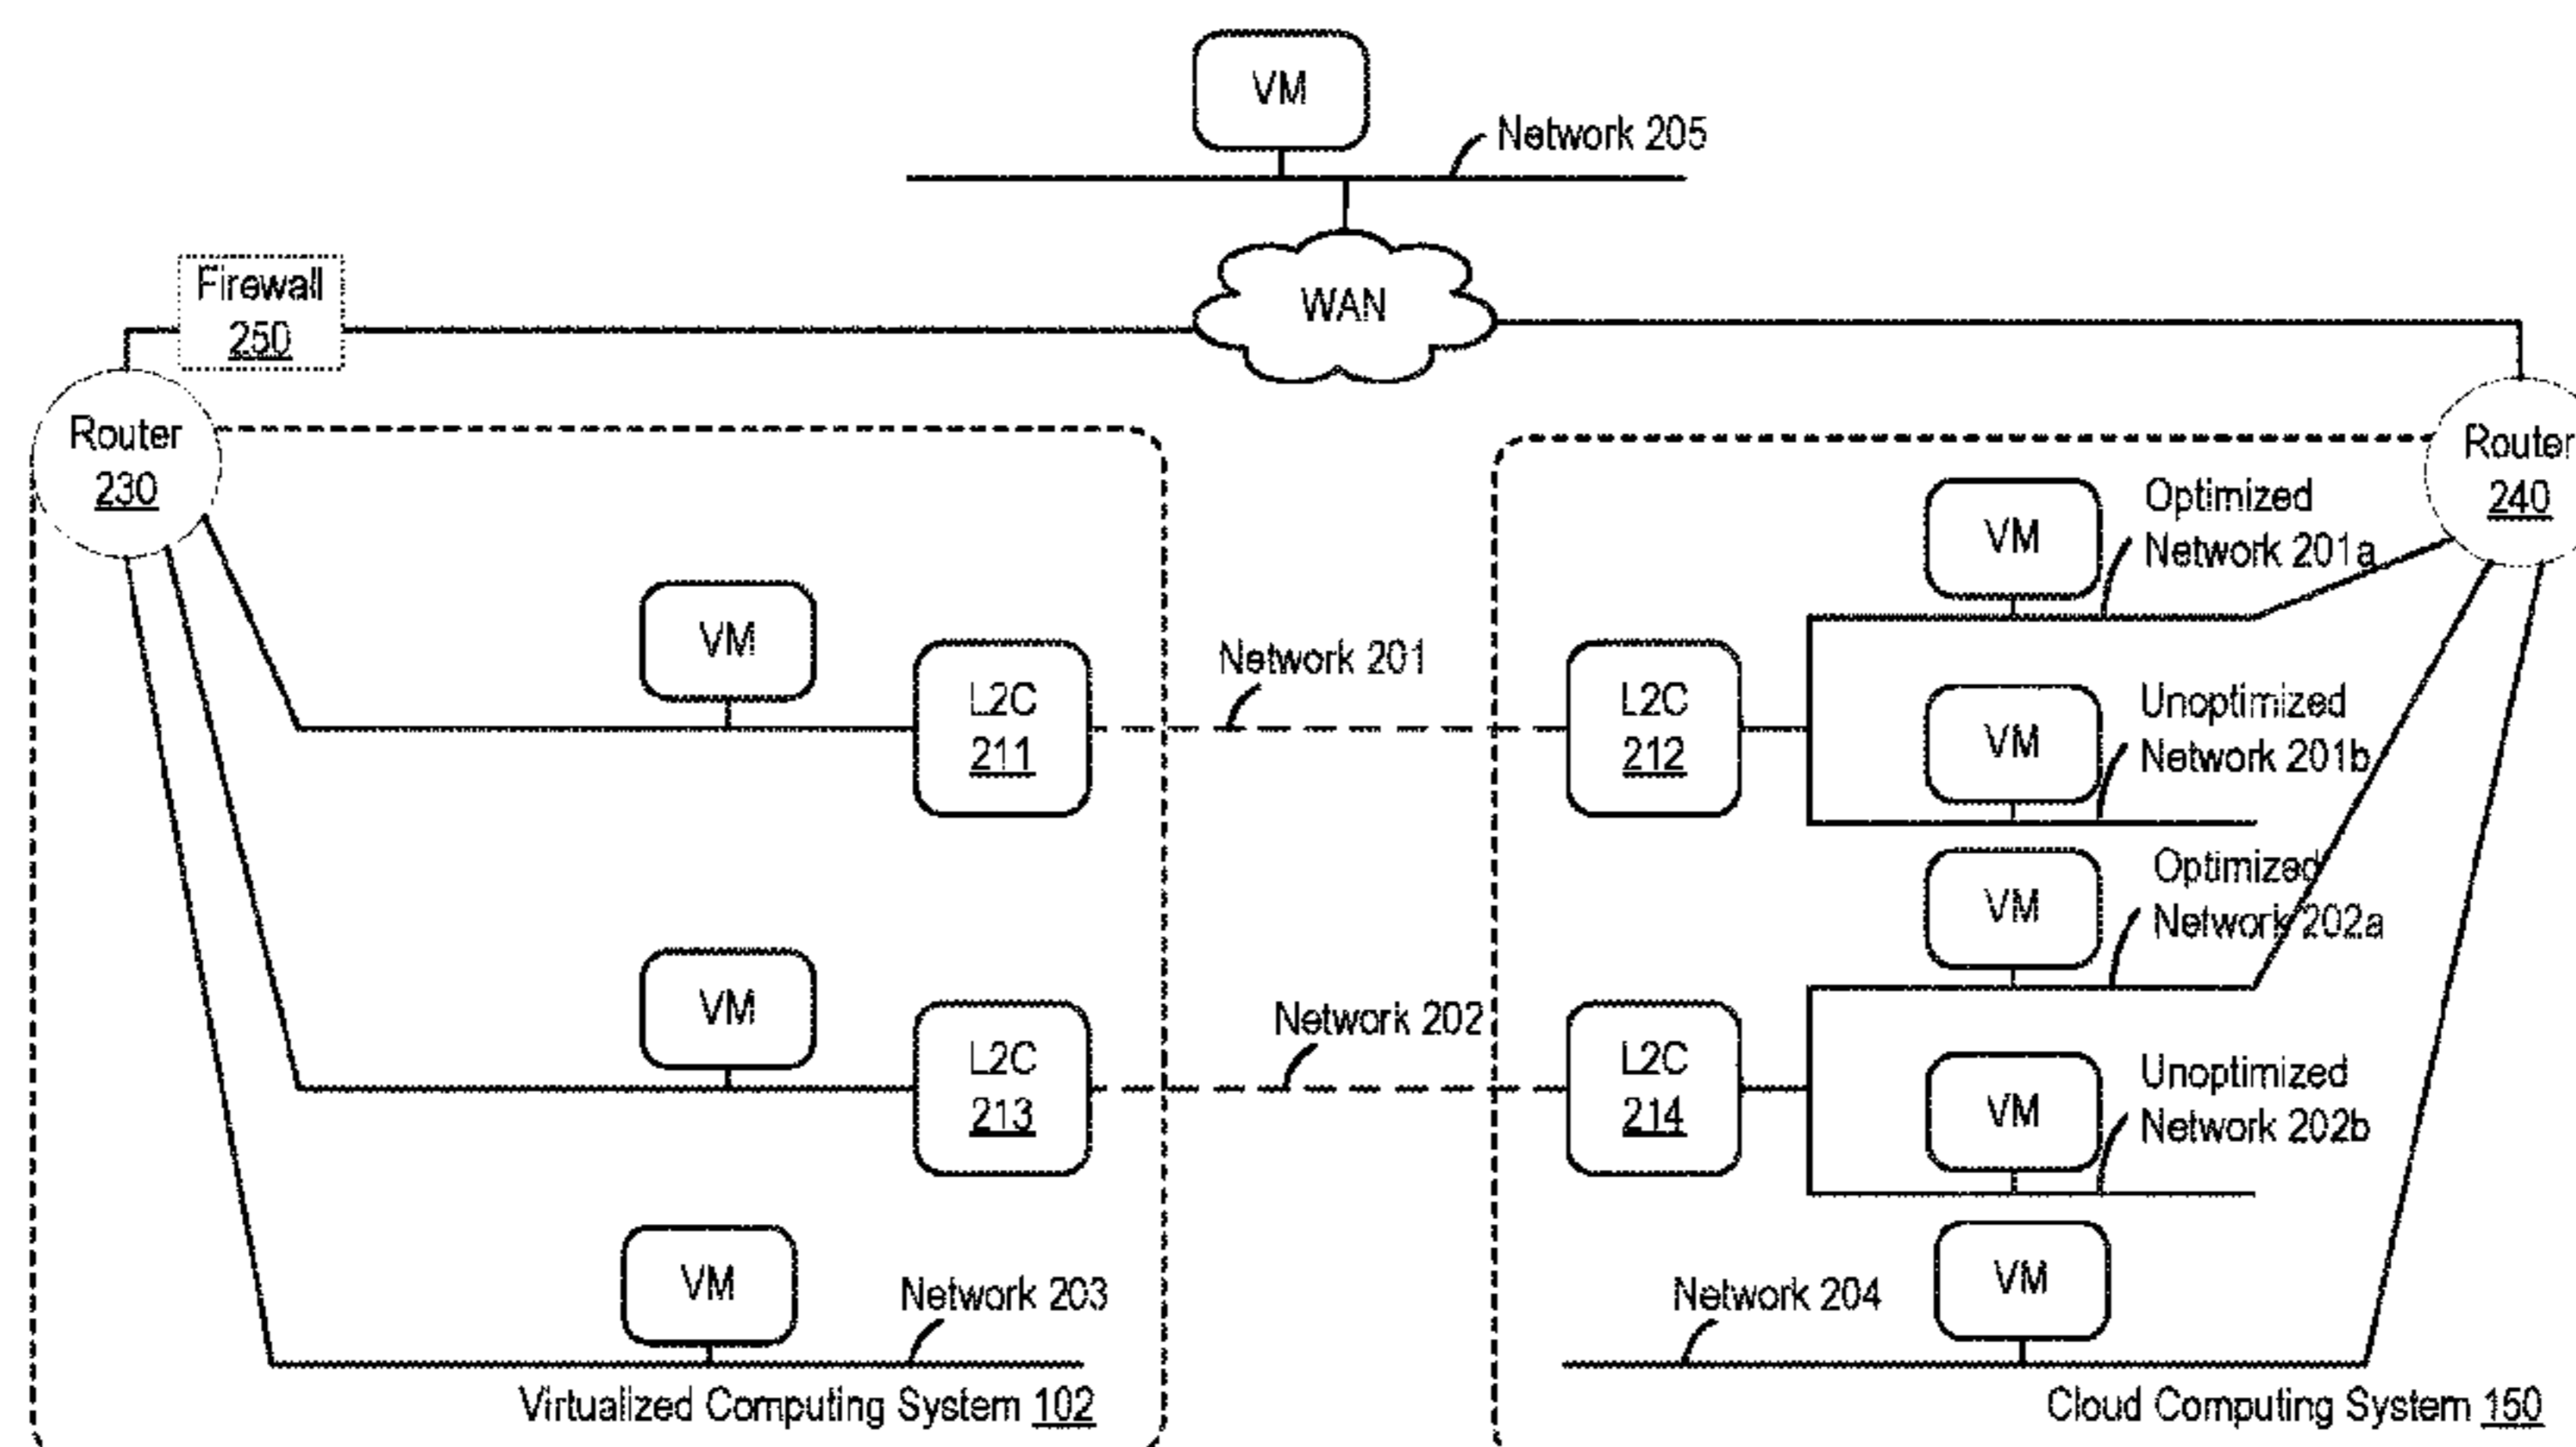 VM
Network 205
Firewall
250
WAN
Router
230
Router
240
VM
Optimized
Network 201a
VM
L2C
211
Network 201
L2C
212
VM
Unoptimized
Network 201b
VM
Optimized
Network 202a
VM
L2C
213
Network 202
L2C
214
VM
Unoptimized
Network 202b
VM
Network 203
Network 204
VM
Virtualized Computing System 102
Cloud Computing System 150